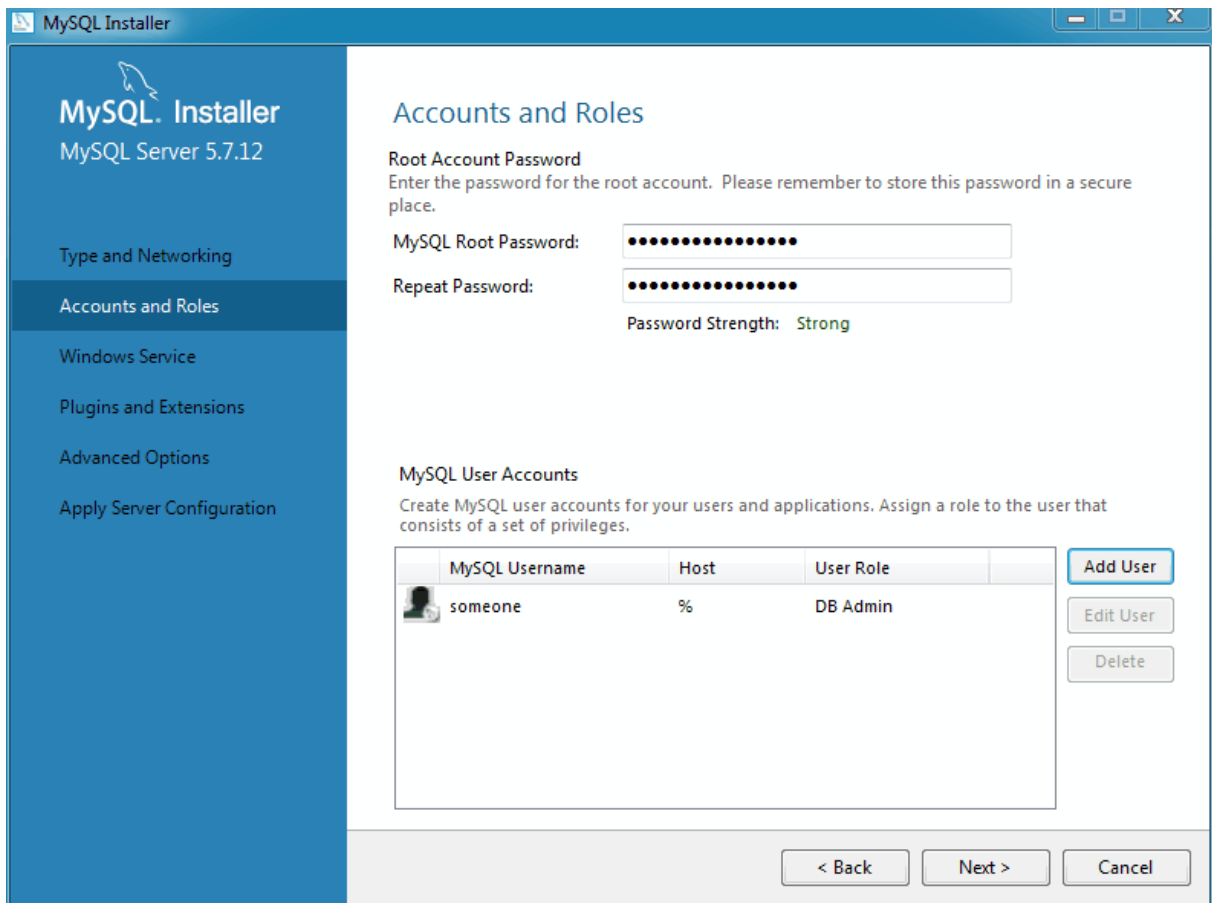 MySQL Installer
MySQL. Installer
MySQL Server 5.7.12
Type and Networking
Accounts and Roles
Windows Service
Plugins and Extensions
Advanced Options
Apply Server Configuration
Accounts and Roles
Root Account Password
Enter the password for the root account. Please remember to store this password in a secure
place.
MySQL Root Password: ••••••••••••••••
Repeat Password: ••••••••••••••••
Password Strength: Strong
MySQL User Accounts
Create MySQL user accounts for your users and applications. Assign a role to the user that
consists of a set of privileges.
MySQL Username Host User Role
someone % DB Admin
Add User
Edit User
Delete
< Back Next > Cancel